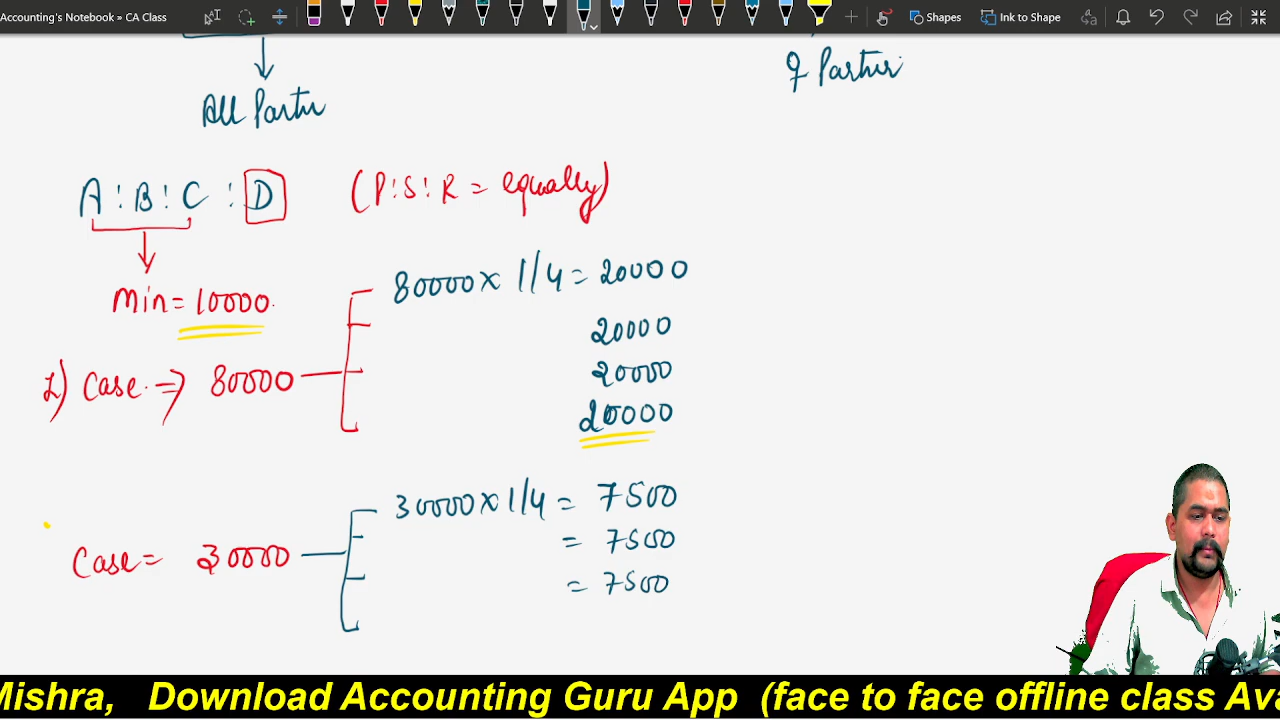 Accounting's Notebook » CA Class
Shapes
Ink to Shape
of Partner
All Partn
A : B : C : D
(P:S:R = equally)
Min = 10000
80000 x 1/4 = 20000
20000
20000
20000
Case => 80000
30000 x 1/4 = 7500
= 7500
= 7500
Case = 30000
Mishra, Download Accounting Guru App (face to face offline class Ava